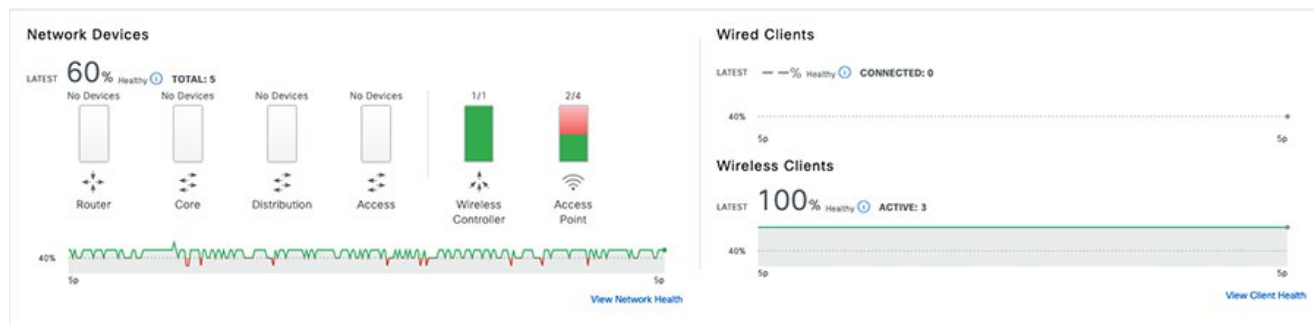 Network Devices
LATEST 60% Healthy TOTAL: 5
No Devices No Devices No Devices No Devices 1/1 2/4
Router Core Distribution Access Wireless Controller Access Point
40%
5p 5p
View Network Health
Wired Clients
LATEST --% Healthy CONNECTED: 0
40%
5p 5p
Wireless Clients
LATEST 100% Healthy ACTIVE: 3
40%
5p 5p
View Client Health